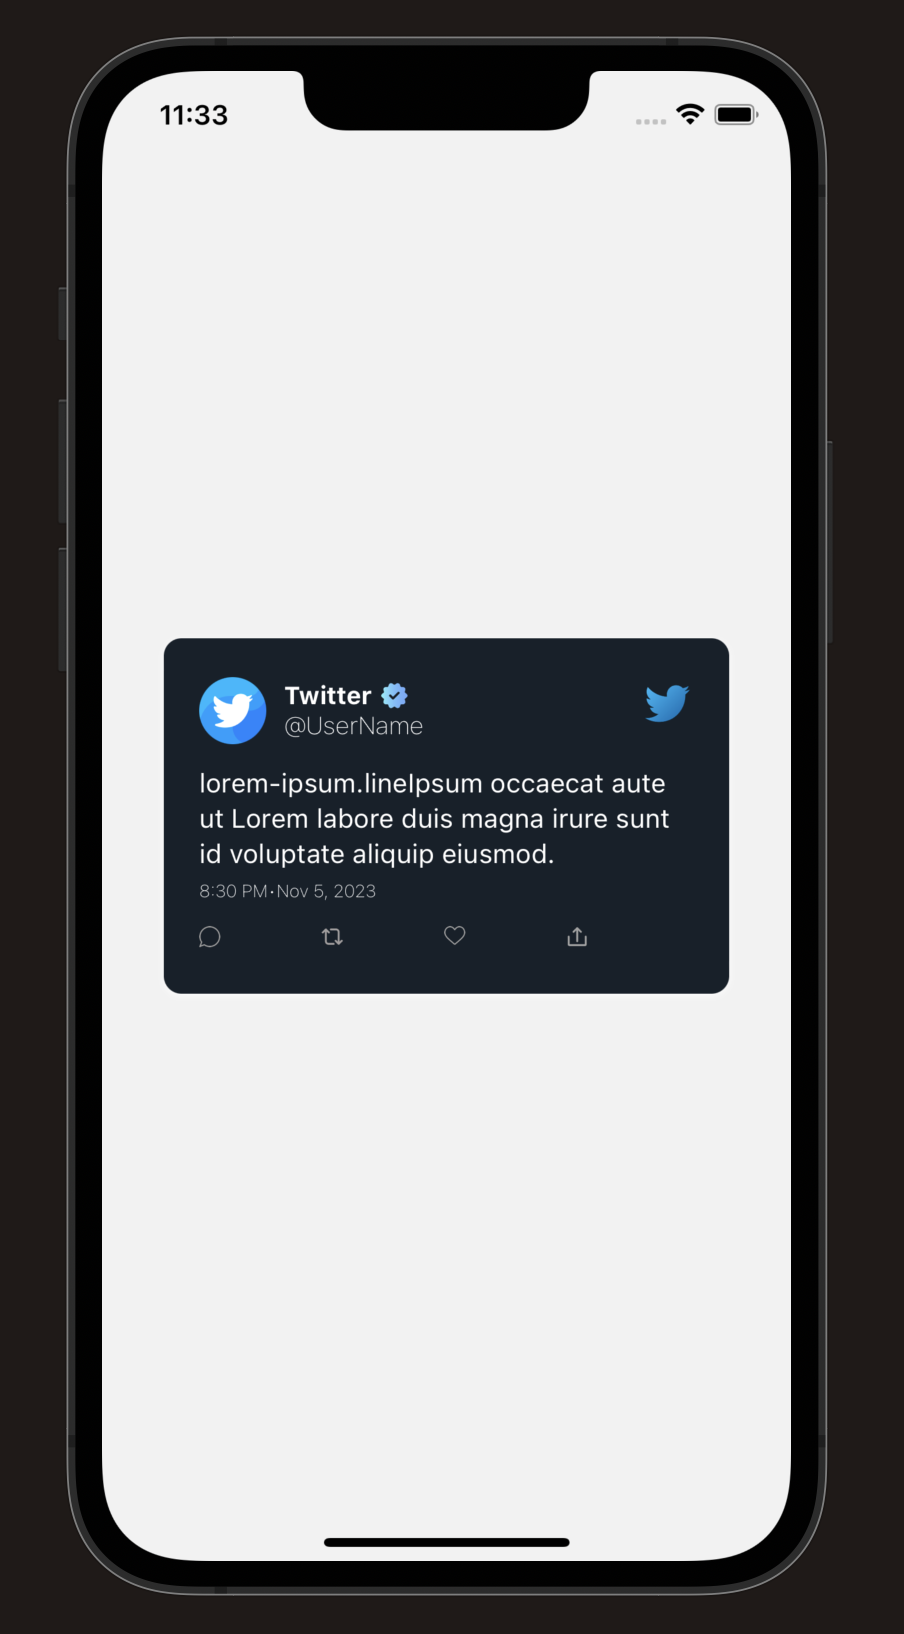 11:33
Twitter
@UserName
lorem-ipsum.lineIpsum occaecat aute
ut Lorem labore duis magna irure sunt
id voluptate aliquip eiusmod.
8:30 PM·Nov 5, 2023